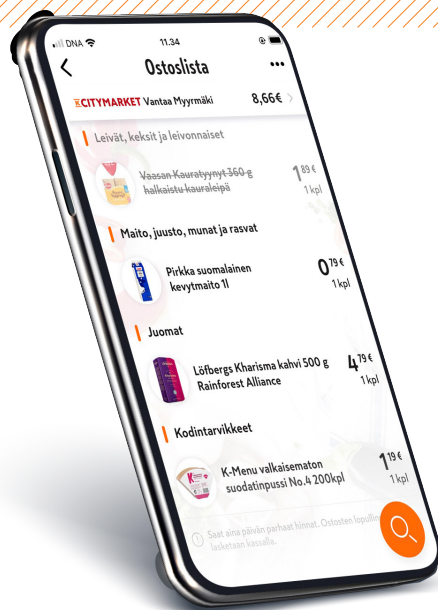 DNA 11.34
Ostoslista
K CITYMARKET Vantaa Myyrmäki 8,66€
Leivät, keksit ja leivonnaiset
Vaasan Kauratyynyt 360 g 1 89 €
halkaistu kauraleipä 1 kpl
Maito, juusto, munat ja rasvat
Pirkka suomalainen 0 79 €
kevytmaito 1l 1 kpl
Juomat
Löfbergs Kharisma kahvi 500 g 4 79 €
Rainforest Alliance 1 kpl
Kodintarvikkeet
K-Menu valkaisematon 1 19 €
suodatinpussi No.4 200kpl 1 kpl
Saat aina päivän parhaat hinnat. Ostosten
lasketaan kassalla.